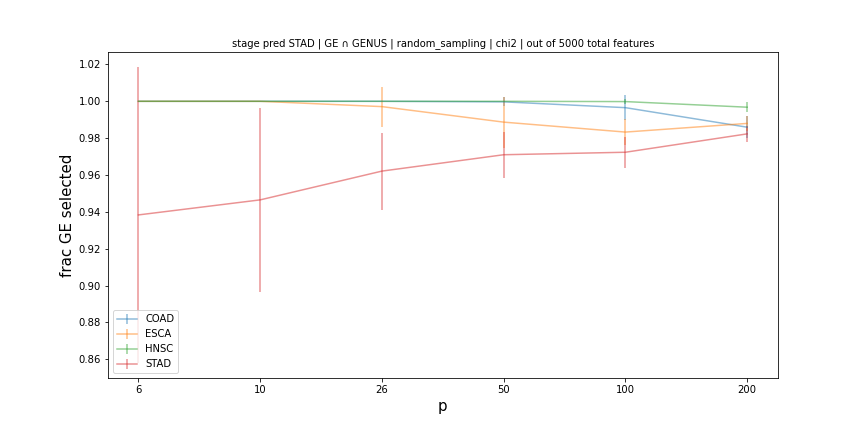 stage pred STAD | GE ∩ GENUS | random_sampling | chi2 | out of 5000 total features
1.02
1.00
0.98
0.96
0.94
0.92
0.90
0.88
0.86
frac GE selected
COAD
ESCA
HNSC
STAD
6 10 26 50 100 200
p